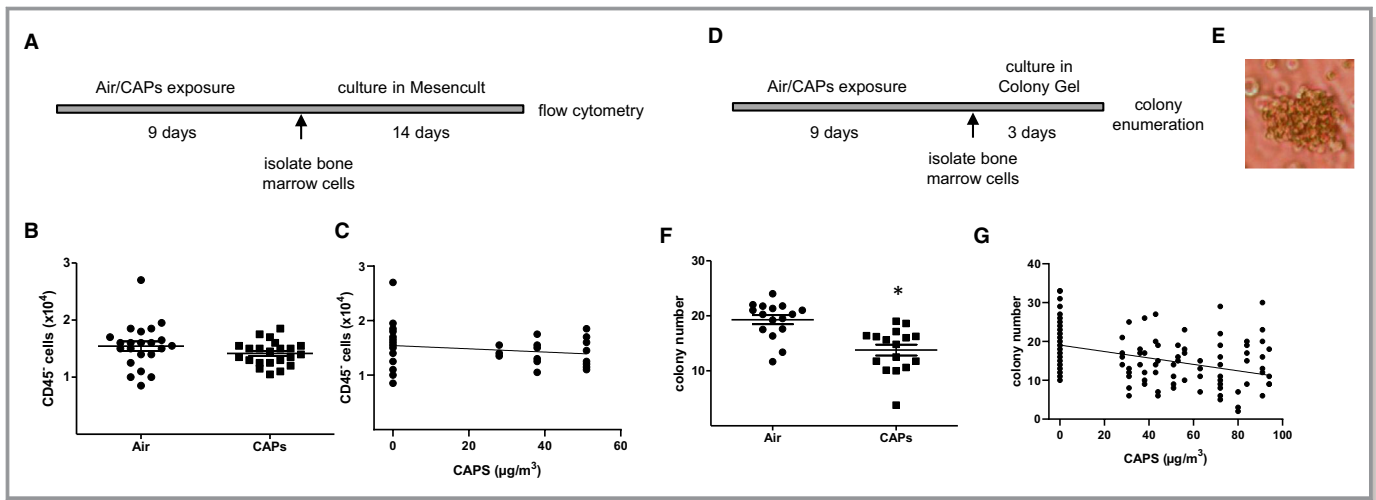 A
Air/CAPs exposure
culture in Mesencult
flow cytometry
9 days
14 days
isolate bone
marrow cells
B
CD45⁻ cells (x10⁴)
3
2
1
Air
CAPs
C
CD45⁻ cells (x10⁴)
3
2
1
0
20
40
60
CAPS (µg/m³)
D
Air/CAPs exposure
culture in
Colony Gel
colony
enumeration
9 days
3 days
isolate bone
marrow cells
E
F
colony number
30
20
10
*
Air
CAPs
G
colony number
40
30
20
10
0
0
20
40
60
80
100
CAPS (µg/m³)